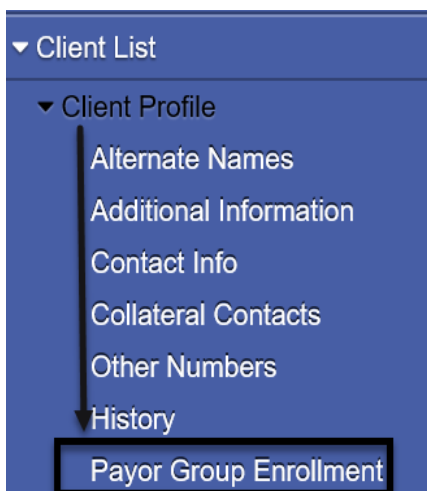 Client List
Client Profile
Alternate Names
Additional Information
Contact Info
Collateral Contacts
Other Numbers
History
Payor Group Enrollment